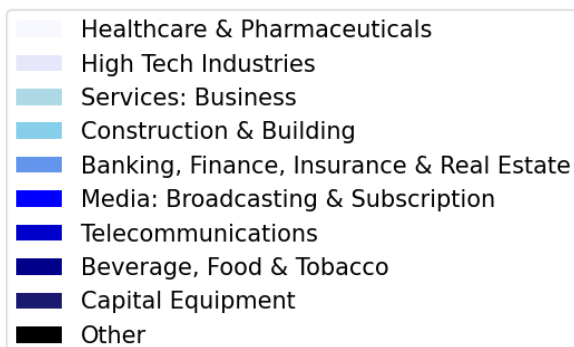 Healthcare & Pharmaceuticals
High Tech Industries
Services: Business
Construction & Building
Banking, Finance, Insurance & Real Estate
Media: Broadcasting & Subscription
Telecommunications
Beverage, Food & Tobacco
Capital Equipment
Other